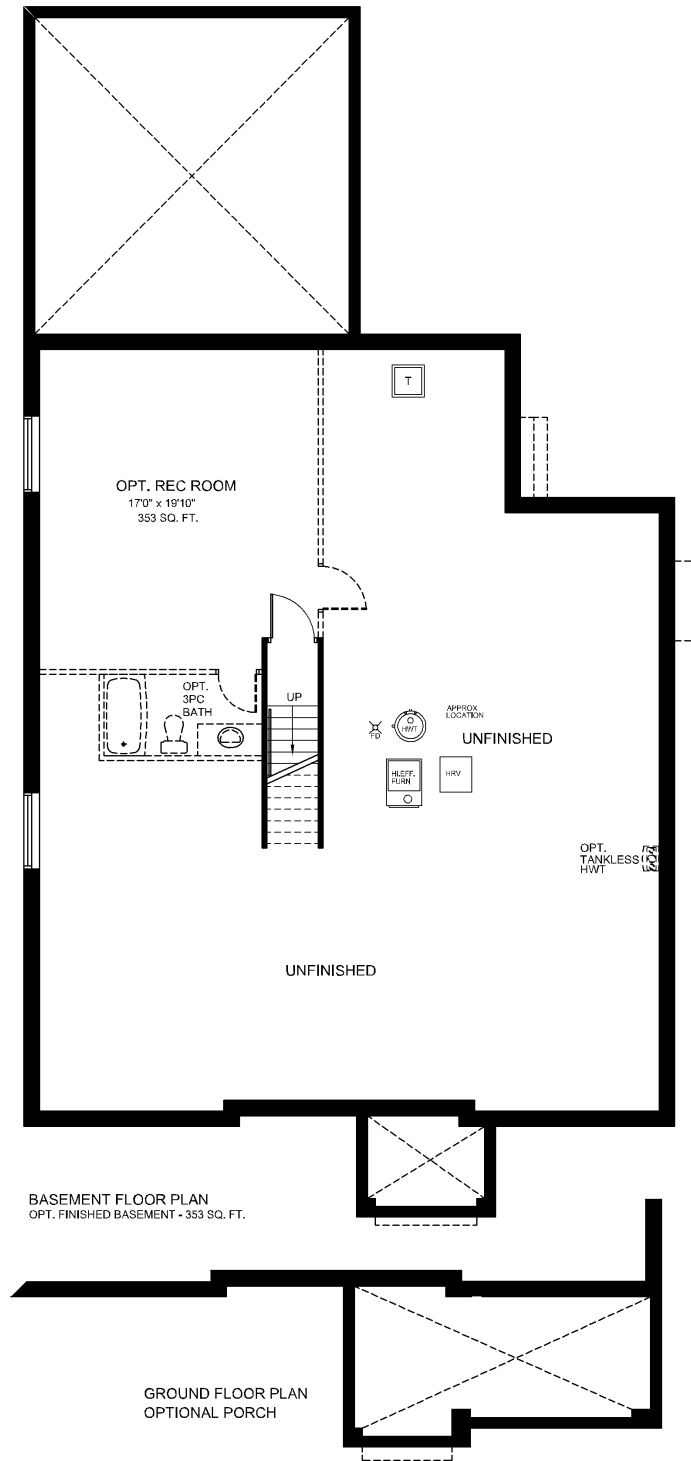 T
OPT. REC ROOM
17'0" x 19'10"
353 SQ. FT.
OPT.
3PC
BATH
UP
APPROX
LOCATION
HWT
FD
UNFINISHED
HI.EFF.
FURN
HRV
OPT.
TANKLESS
HWT
UNFINISHED
BASEMENT FLOOR PLAN
OPT. FINISHED BASEMENT - 353 SQ. FT.
GROUND FLOOR PLAN
OPTIONAL PORCH